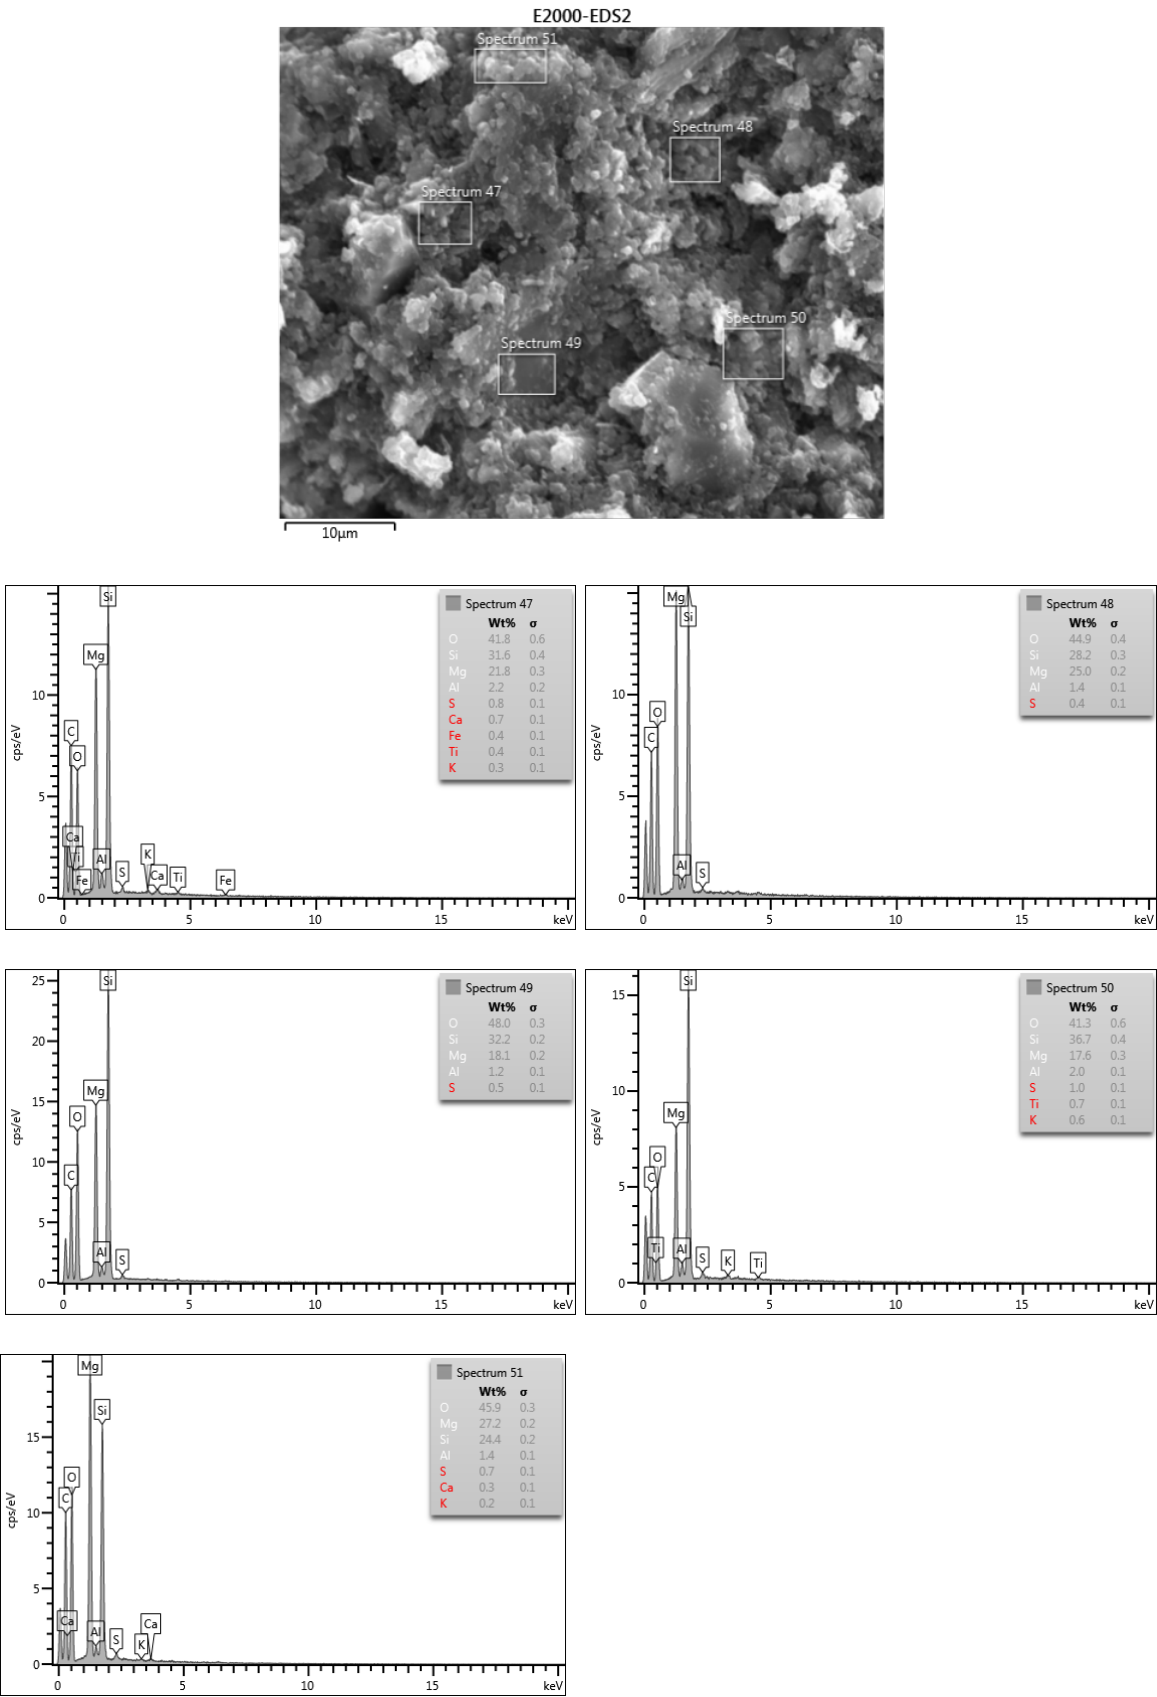 E2000-EDS2
Spectrum 51
Spectrum 48
Spectrum 47
Spectrum 50
Spectrum 49
10µm
Spectrum 47
Wt% σ
O 41.8 0.6
Si 31.6 0.4
Mg 21.8 0.3
Al 2.2 0.2
S 0.8 0.1
Ca 0.7 0.1
Fe 0.4 0.1
Ti 0.4 0.1
K 0.3 0.1
Si
Mg
C
O
Ca
Ti
Fe
Al
S
K
Ca
Ti
Fe
cps/eV
10
5
0
0 5 10 15 keV
Spectrum 48
Wt% σ
O 44.9 0.4
Si 28.2 0.3
Mg 25.0 0.2
Al 1.4 0.1
S 0.4 0.1
Mg
Si
O
C
Al
S
cps/eV
10
5
0
0 5 10 15 keV
Spectrum 49
Wt% σ
O 48.0 0.3
Si 32.2 0.2
Mg 18.1 0.2
Al 1.2 0.1
S 0.5 0.1
Si
Mg
O
C
Al
S
cps/eV
25
20
15
10
5
0
0 5 10 15 keV
Spectrum 50
Wt% σ
O 41.3 0.6
Si 36.7 0.4
Mg 17.6 0.3
Al 2.0 0.1
S 1.0 0.1
Ti 0.7 0.1
K 0.6 0.1
Si
Mg
O
C
Ti
Al
S
K
Ti
cps/eV
15
10
5
0
0 5 10 15 keV
Spectrum 51
Wt% σ
O 45.9 0.3
Mg 27.2 0.2
Si 24.4 0.2
Al 1.4 0.1
S 0.7 0.1
Ca 0.3 0.1
K 0.2 0.1
Mg
Si
O
C
Ca
Al
S
K
Ca
cps/eV
15
10
5
0
0 5 10 15 keV